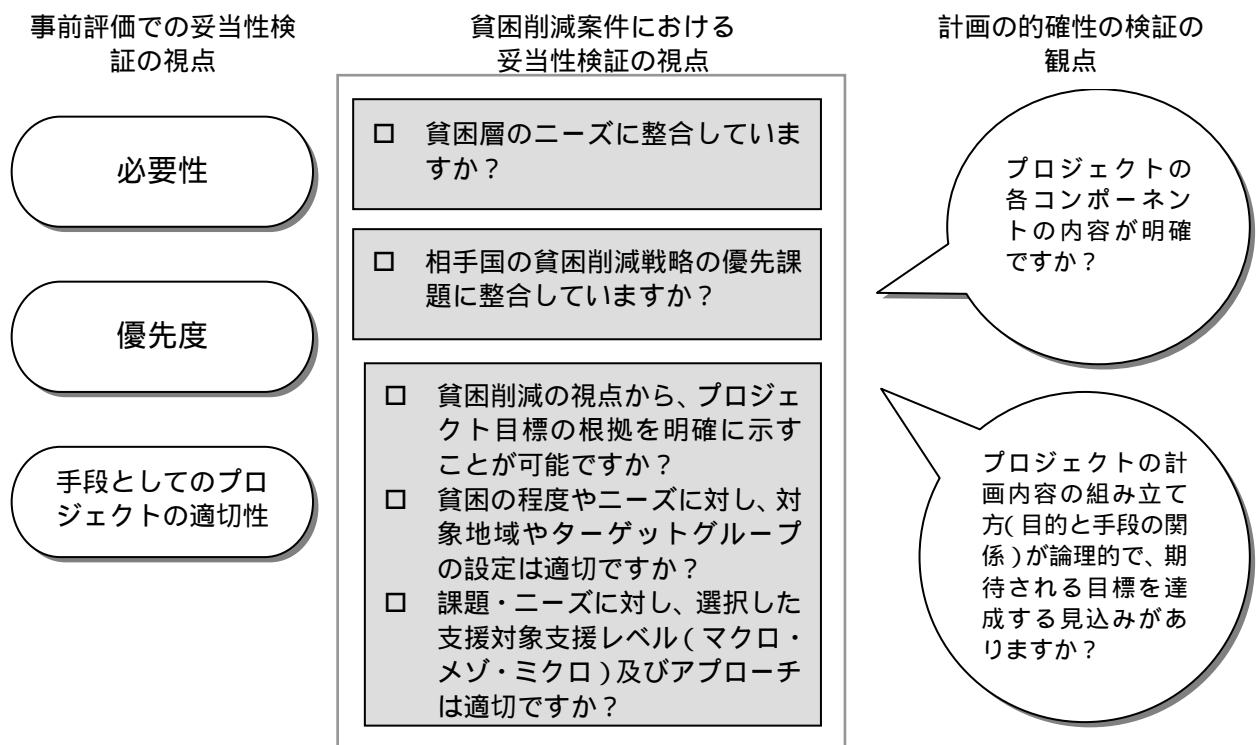 事前評価での妥当性検
証の視点
必要性
優先度
手段としてのプロ
ジェクトの適切性
貧困削減案件における
妥当性検証の視点
□ 貧困層のニーズに整合していま
すか？
□ 相手国の貧困削減戦略の優先課
題に整合していますか？
□ 貧困削減の視点から、プロジェ
クト目標の根拠を明確に示す
ことが可能ですか？
□ 貧困の程度やニーズに対し、対
象地域やターゲットグループ
の設定は適切ですか？
□ 課題・ニーズに対し、選択した
支援対象支援レベル（マクロ・
メゾ・ミクロ）及びアプローチ
は適切ですか？
計画の的確性の検証の
観点
プロジェクトの
各コンポーネン
トの内容が明確
ですか？
プロジェクトの計
画内容の組み立て
方（目的と手段の関
係）が論理的で、期
待される目標を達
成する見込みがあ
りますか？